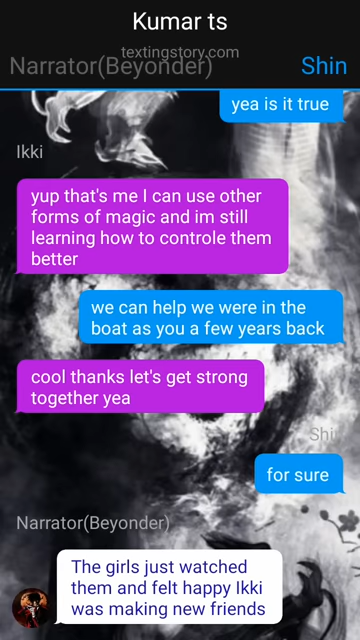 Kumar ts
textingstory.com
Narrator(Beyonder)
Shin
yea is it true
Ikki
yup that's me I can use other
forms of magic and im still
learning how to controle them
better
we can help we were in the
boat as you a few years back
cool thanks let's get strong
together yea
Shin
for sure
Narrator(Beyonder)
The girls just watched
them and felt happy Ikki
was making new friends